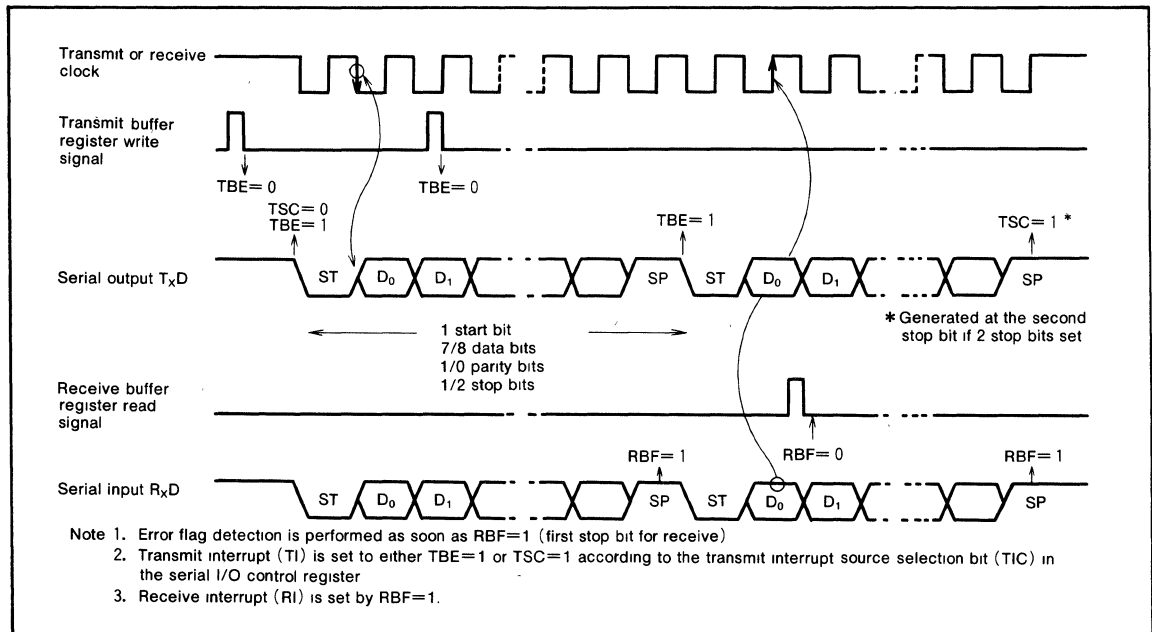 Transmit or receive
clock
Transmit buffer
register write
signal
TBE= 0
TBE= 0
TSC= 0
TBE= 1
TBE= 1
TSC= 1 *
Serial output TxD
ST
D0
D1
SP
ST
D0
D1
SP
1 start bit
7/8 data bits
1/0 parity bits
1/2 stop bits
* Generated at the second
stop bit if 2 stop bits set
Receive buffer
register read
signal
RBF= 1
RBF= 0
RBF= 1
Serial input RxD
ST
D0
D1
SP
ST
D0
D1
SP
Note 1. Error flag detection is performed as soon as RBF=1 (first stop bit for receive)
2. Transmit interrupt (TI) is set to either TBE=1 or TSC=1 according to the transmit interrupt source selection bit (TIC) in
the serial I/O control register
3. Receive interrupt (RI) is set by RBF=1.